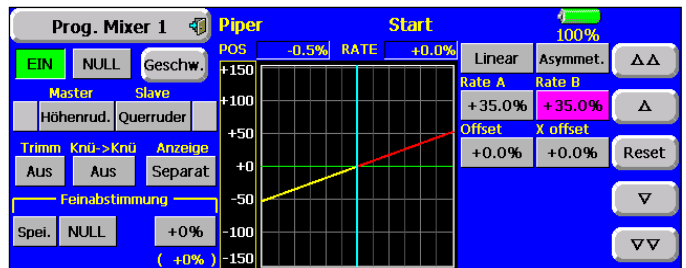 Prog. Mixer 1 Piper Start 100%
POS -0.5% RATE +0.0%
EIN NULL Geschw.
Master Slave
Höhenrud. Querruder
Trimm Knü->Knü Anzeige
Aus Aus Separat
Feinabstimmung
Spei. NULL +0%
( +0% )
+150
+100
+50
+0
-50
-100
-150
Linear Asymmet.
Rate A Rate B
+35.0% +35.0%
Offset X offset
+0.0% +0.0%
Reset